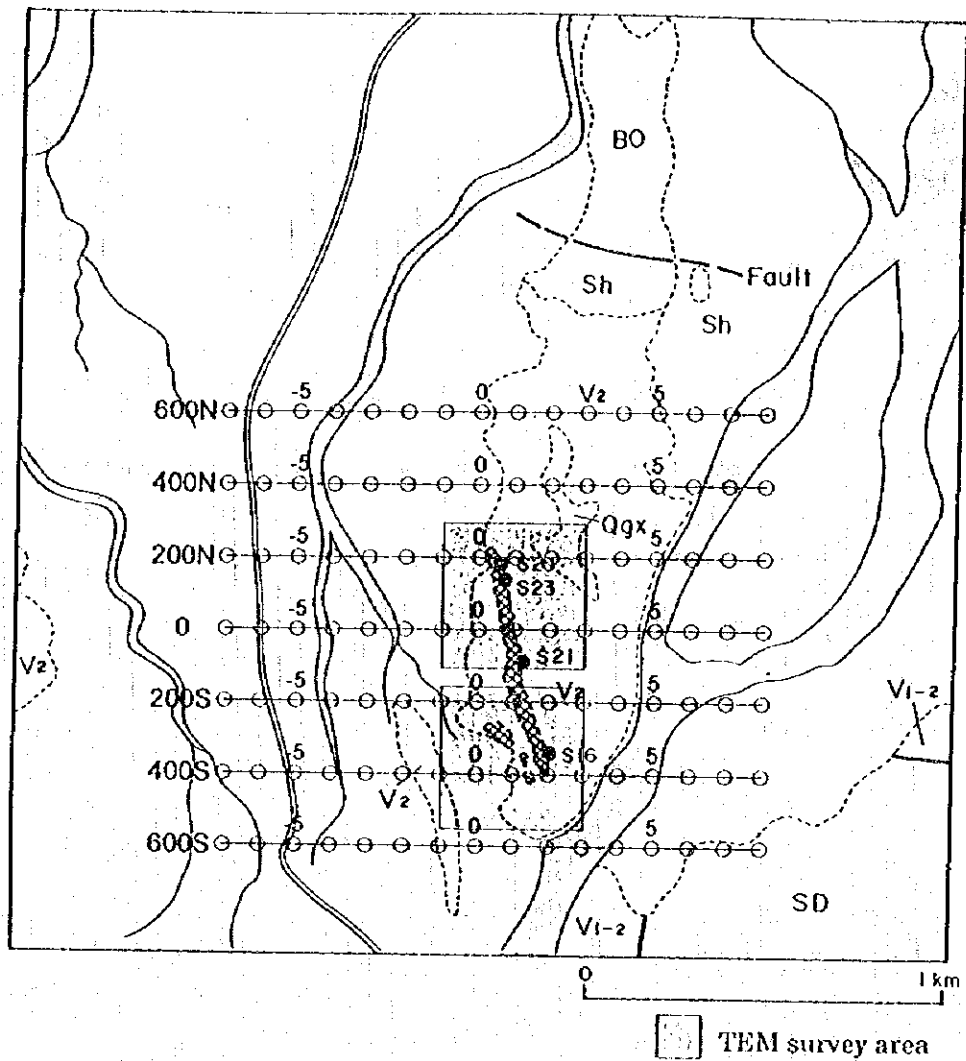 BO
Fault
Sh
Sh
600N -5 0 V2 5
400N -5 0 5
Qgx
200N -5 0 5
S23
0 -5 0 5
S21
200S -5 0 V2 5
V2
V1-2
S16
400S -5 0 5
V2
600S -5 0 5
V1-2
SD
V1-2
0 1 km
TEM survey area